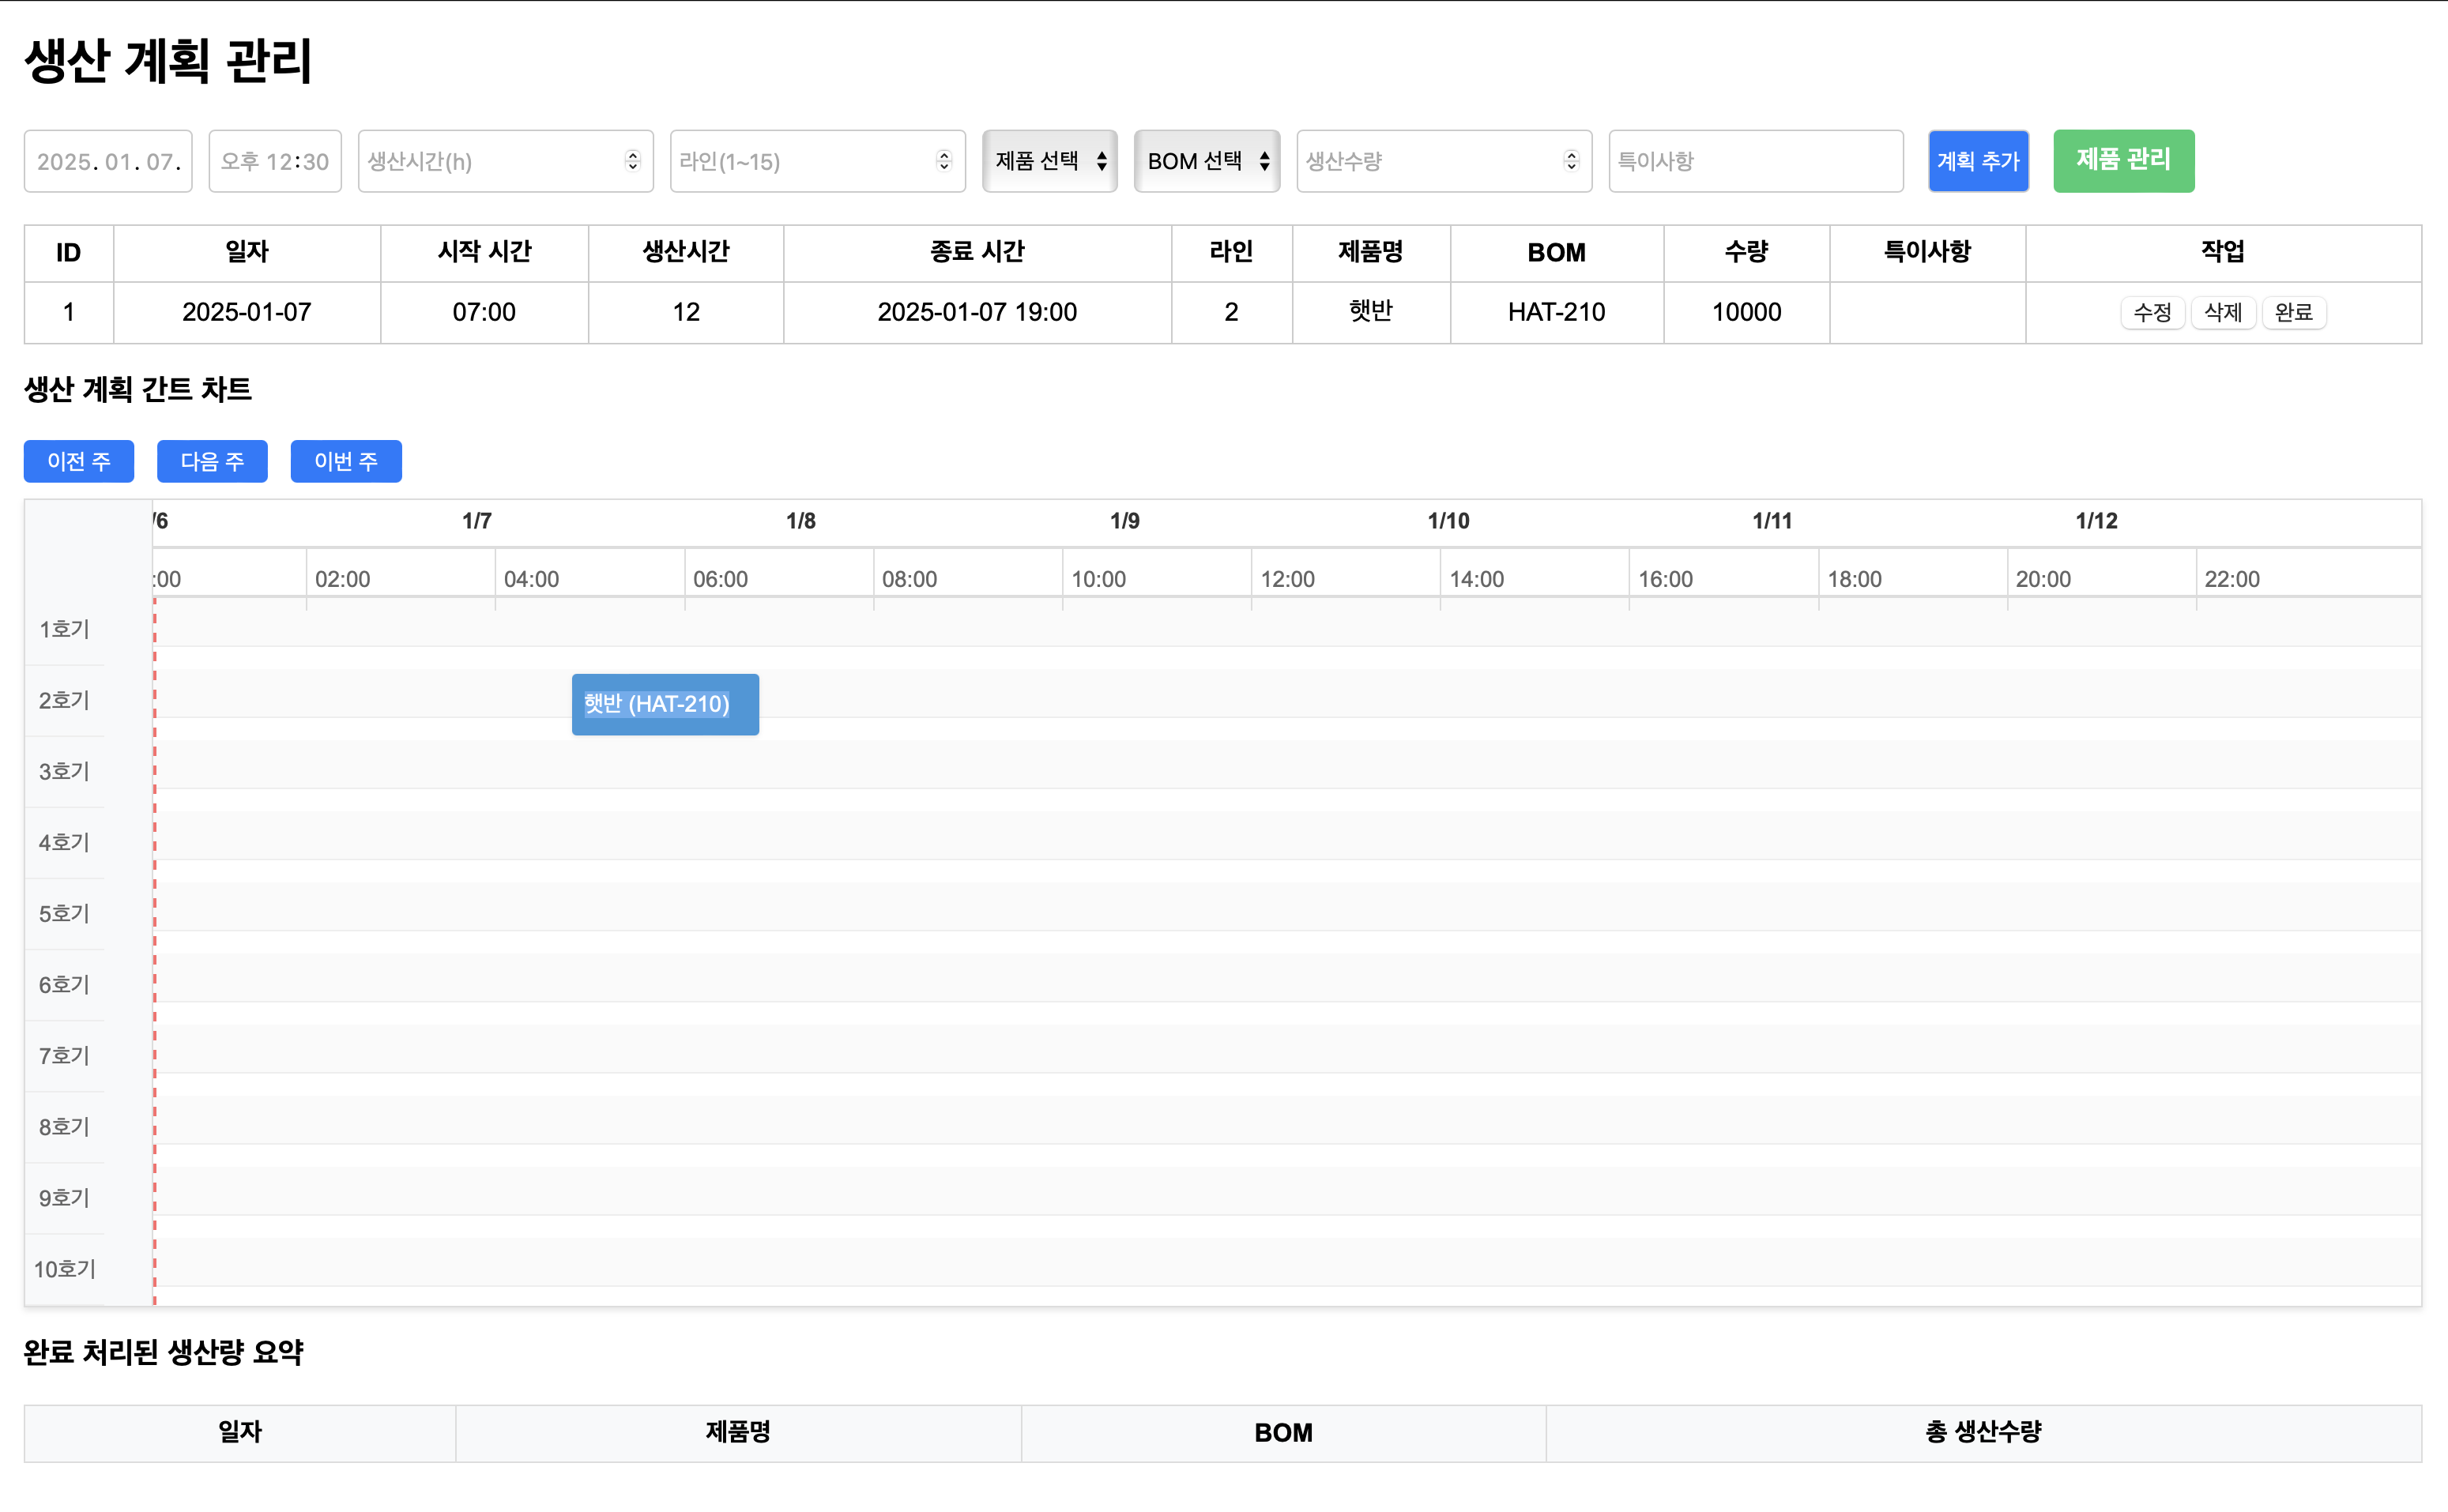 생산 계획 관리
2025. 01. 07. 오후 12:30 생산시간(h) 라인(1~15) 제품 선택 BOM 선택 생산수량 특이사항 계획 추가 제품 관리
ID 일자 시작 시간 생산시간 종료 시간 라인 제품명 BOM 수량 특이사항 작업
1 2025-01-07 07:00 12 2025-01-07 19:00 2 햇반 HAT-210 10000 수정 삭제 완료
생산 계획 간트 차트
이전 주 다음 주 이번 주
/6 1/7 1/8 1/9 1/10 1/11 1/12
:00 02:00 04:00 06:00 08:00 10:00 12:00 14:00 16:00 18:00 20:00 22:00
1호기
2호기 햇반 (HAT-210)
3호기
4호기
5호기
6호기
7호기
8호기
9호기
10호기
완료 처리된 생산량 요약
일자 제품명 BOM 총 생산수량